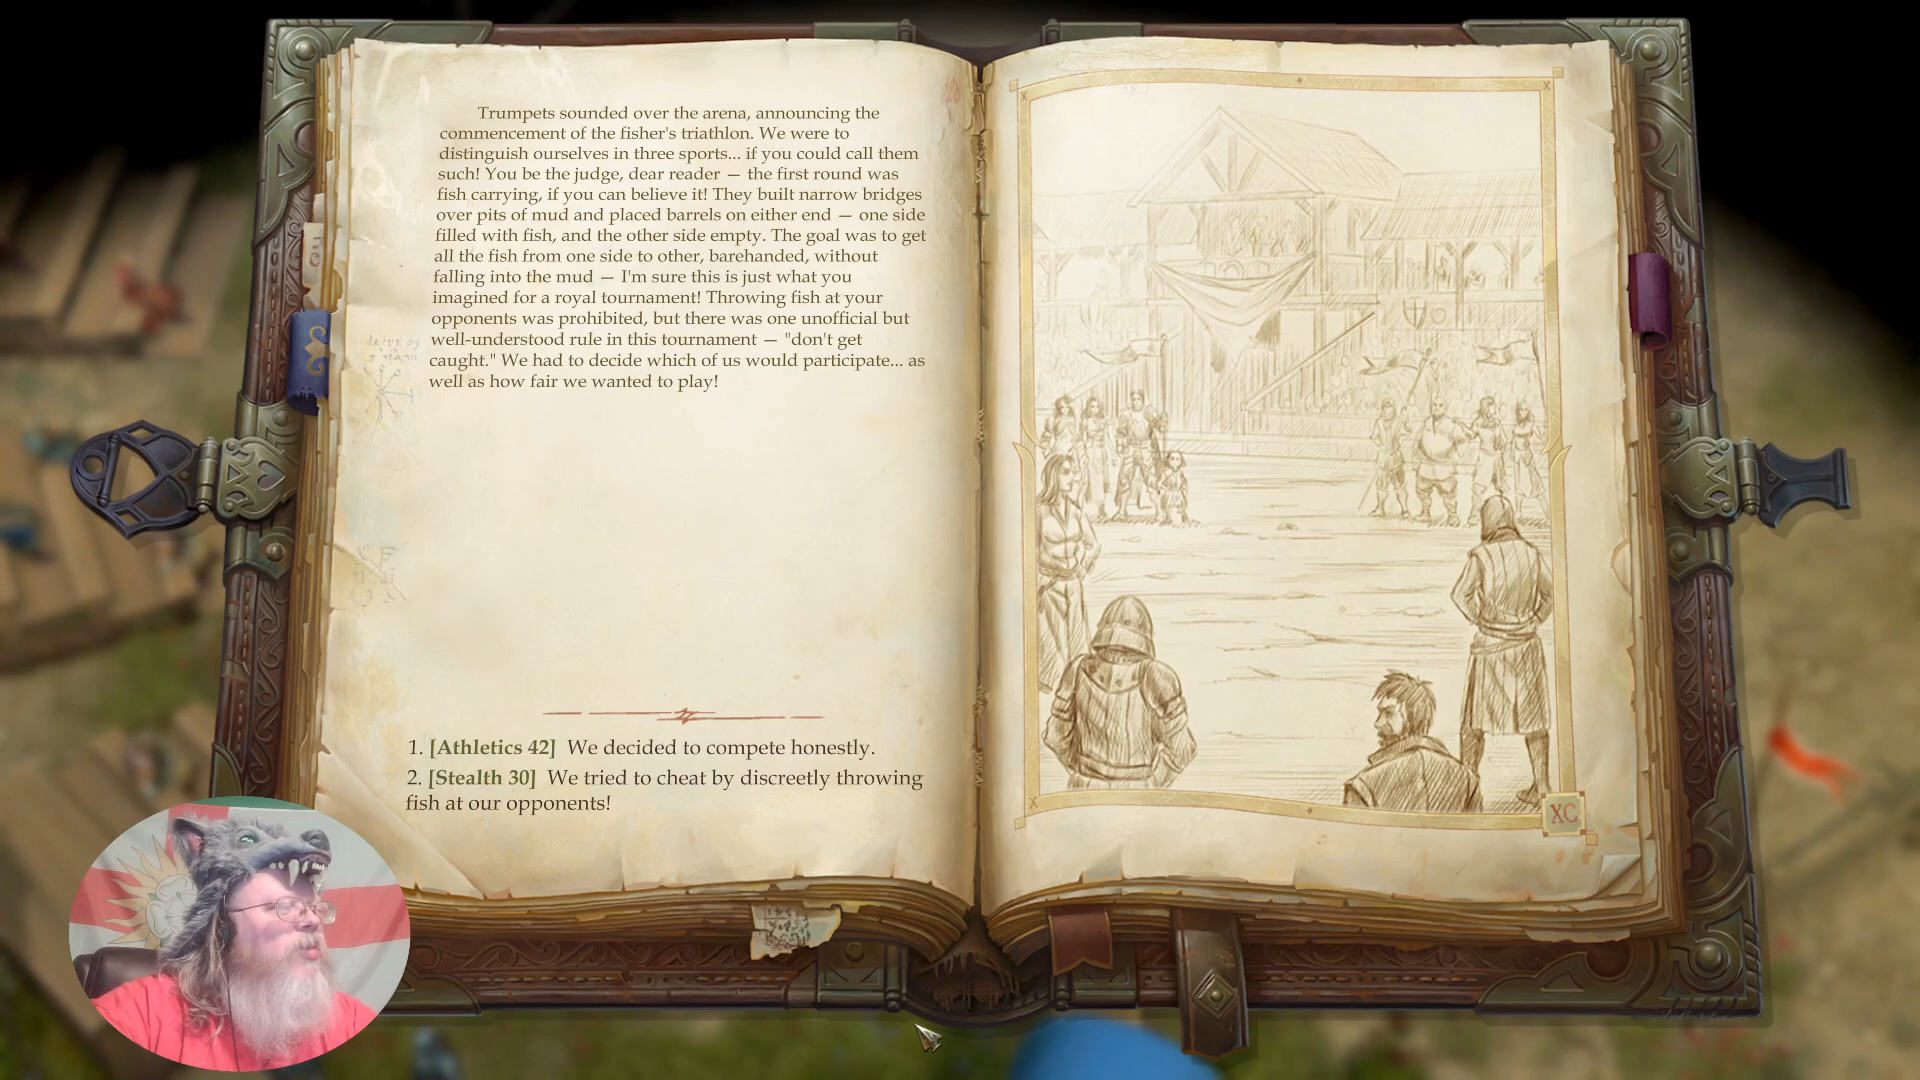 Trumpets sounded over the arena, announcing the
commencement of the fisher's triathlon. We were to
distinguish ourselves in three sports... if you could call them
such! You be the judge, dear reader — the first round was
fish carrying, if you can believe it! They built narrow bridges
over pits of mud and placed barrels on either end — one side
filled with fish, and the other side empty. The goal was to get
all the fish from one side to other, barehanded, without
falling into the mud — I'm sure this is just what you
imagined for a royal tournament! Throwing fish at your
opponents was prohibited, but there was one unofficial but
well-understood rule in this tournament — "don't get
caught." We had to decide which of us would participate... as
well as how fair we wanted to play!
1. [Athletics 42] We decided to compete honestly.
2. [Stealth 30] We tried to cheat by discreetly throwing
fish at our opponents!
XC